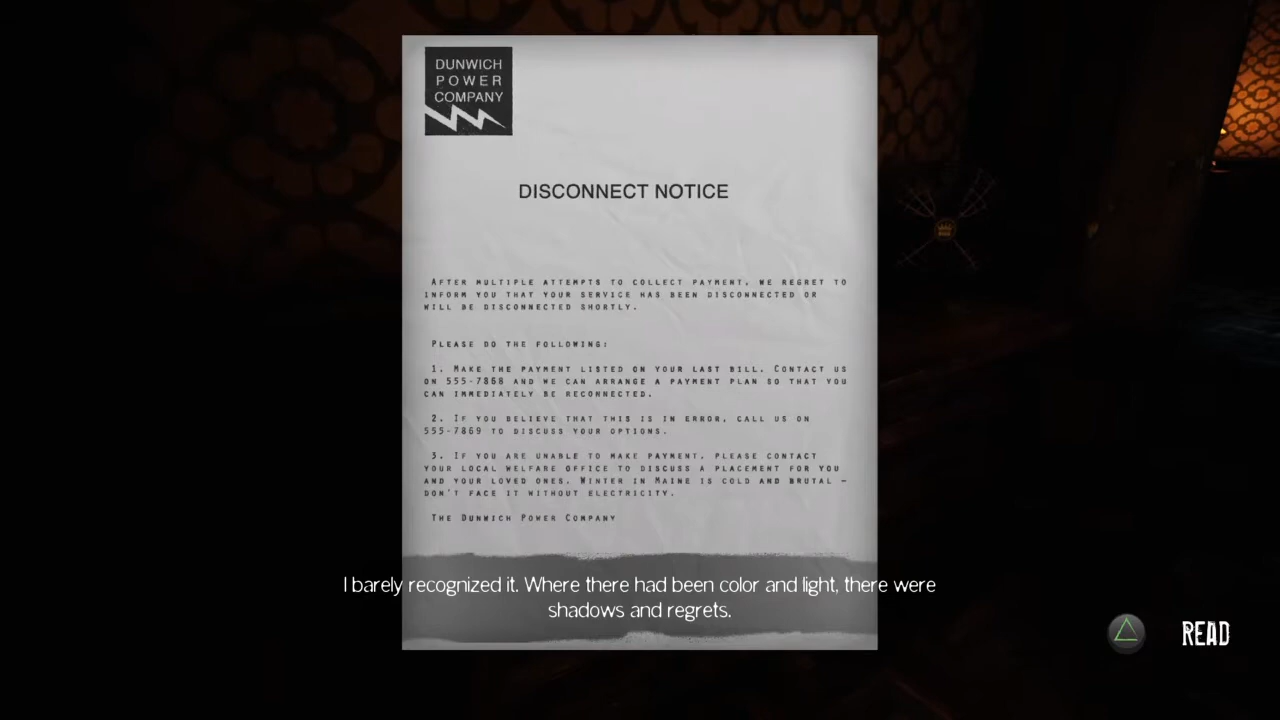 DUNWICH
POWER
COMPANY
DISCONNECT NOTICE
AFTER MULTIPLE ATTEMPTS TO COLLECT PAYMENT, WE REGRET TO
INFORM YOU THAT YOUR SERVICE HAS BEEN DISCONNECTED OR
WILL BE DISCONNECTED SHORTLY.
PLEASE DO THE FOLLOWING:
1. MAKE THE PAYMENT LISTED ON YOUR LAST BILL. CONTACT US
ON 555-7868 AND WE CAN ARRANGE A PAYMENT PLAN SO THAT YOU
CAN IMMEDIATELY BE RECONNECTED.
2. IF YOU BELIEVE THAT THIS IS IN ERROR, CALL US ON
555-7869 TO DISCUSS YOUR OPTIONS.
3. IF YOU ARE UNABLE TO MAKE PAYMENT, PLEASE CONTACT
YOUR LOCAL WELFARE OFFICE TO DISCUSS A PLACEMENT FOR YOU
AND YOUR LOVED ONES. WINTER IN MAINE IS COLD AND BRUTAL –
DON'T FACE IT WITHOUT ELECTRICITY.
THE DUNWICH POWER COMPANY
I barely recognized it. Where there had been color and light, there were
shadows and regrets.
READ